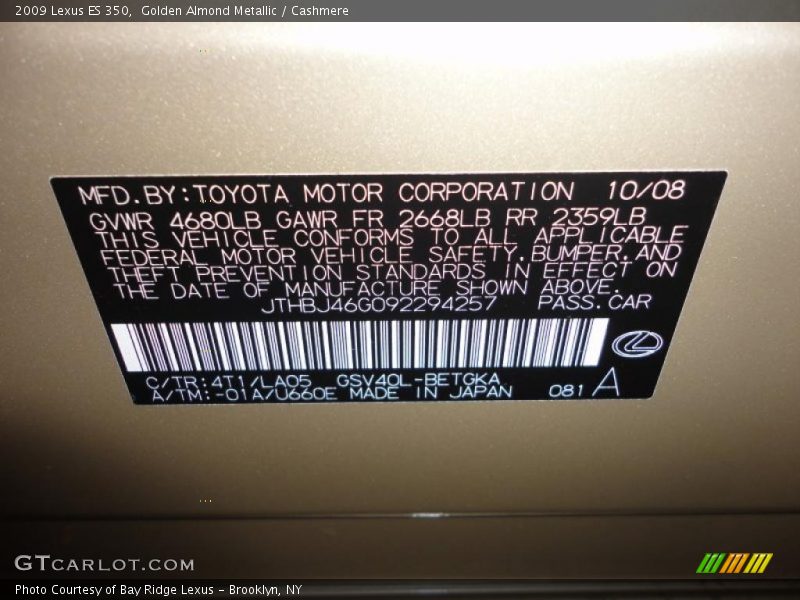 2009 Lexus ES 350,  Golden Almond Metallic / Cashmere
MFD.BY:TOYOTA MOTOR CORPORATION 10/08
GVWR 4680LB GAWR FR 2668LB RR 2359LB
THIS VEHICLE CONFORMS TO ALL APPLICABLE
FEDERAL MOTOR VEHICLE SAFETY,BUMPER,AND
THEFT PREVENTION STANDARDS IN EFFECT ON
THE DATE OF MANUFACTURE SHOWN ABOVE.
JTHBJ46G092294257 PASS.CAR
C/TR:4T1/LA05 GSV40L-BETGKA
A/TM:-01A/U660E MADE IN JAPAN 081 A
GTCARLOT.COM
Photo Courtesy of Bay Ridge Lexus – Brooklyn, NY